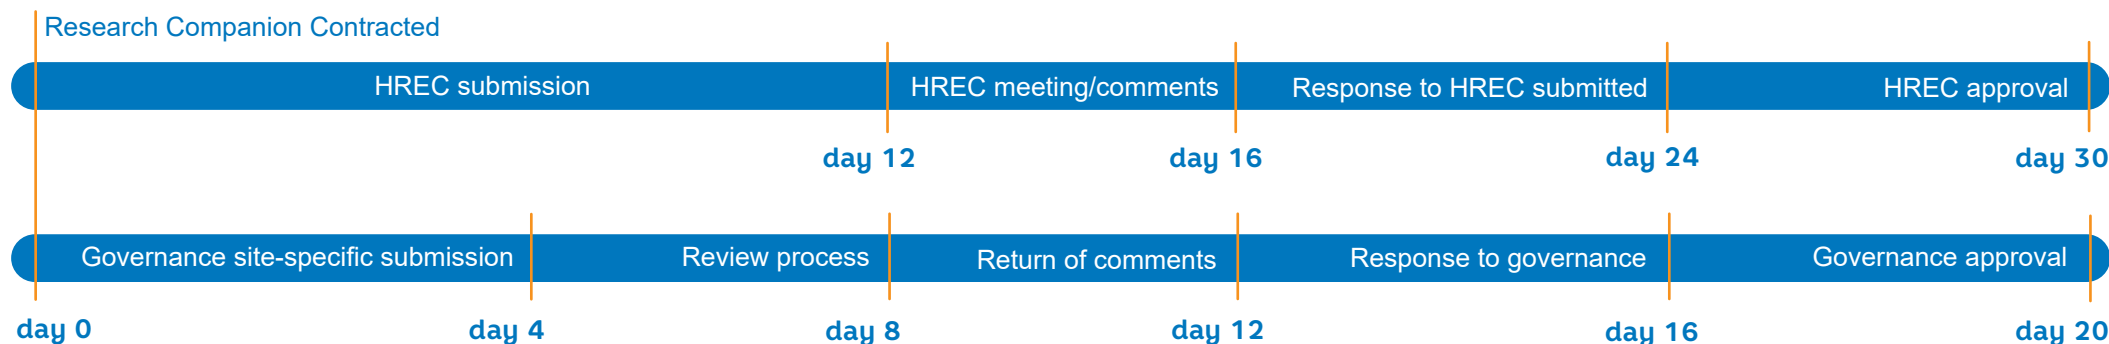 Research Companion Contracted
HREC submission
HREC meeting/comments
Response to HREC submitted
HREC approval
day 12
day 16
day 24
day 30
Governance site-specific submission
Review process
Return of comments
Response to governance
Governance approval
day 0
day 4
day 8
day 12
day 16
day 20